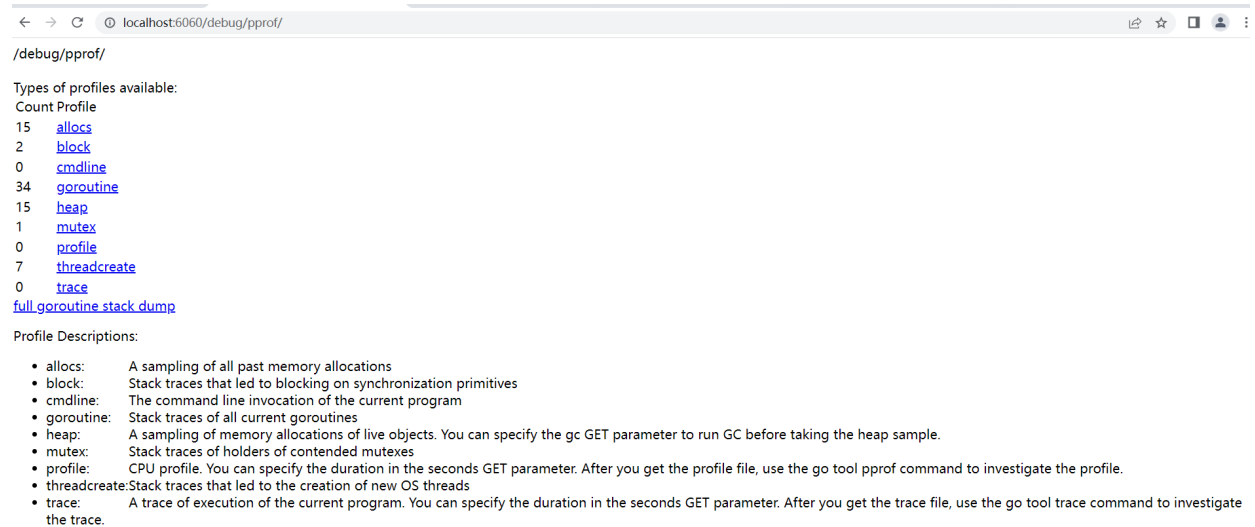 localhost:6060/debug/pprof/
/debug/pprof/
Types of profiles available:
Count Profile
15 allocs
2 block
0 cmdline
34 goroutine
15 heap
1 mutex
0 profile
7 threadcreate
0 trace
full goroutine stack dump
Profile Descriptions:
• allocs: A sampling of all past memory allocations
• block: Stack traces that led to blocking on synchronization primitives
• cmdline: The command line invocation of the current program
• goroutine: Stack traces of all current goroutines
• heap: A sampling of memory allocations of live objects. You can specify the gc GET parameter to run GC before taking the heap sample.
• mutex: Stack traces of holders of contended mutexes
• profile: CPU profile. You can specify the duration in the seconds GET parameter. After you get the profile file, use the go tool pprof command to investigate the profile.
• threadcreate:Stack traces that led to the creation of new OS threads
• trace: A trace of execution of the current program. You can specify the duration in the seconds GET parameter. After you get the trace file, use the go tool trace command to investigate
the trace.